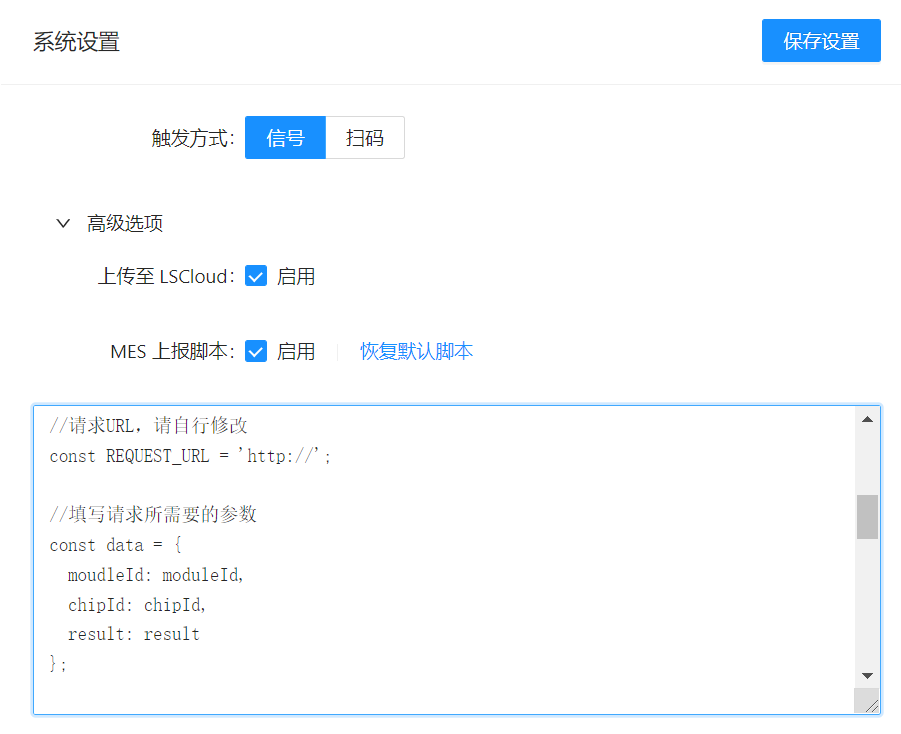 系统设置
保存设置
触发方式: 信号 扫码
高级选项
上传至 LSCloud: 启用
MES 上报脚本: 启用 恢复默认脚本
//请求URL，请自行修改
const REQUEST_URL = 'http://';
//填写请求所需要的参数
const data = {
  moudleId: moduleId,
  chipId: chipId,
  result: result
};